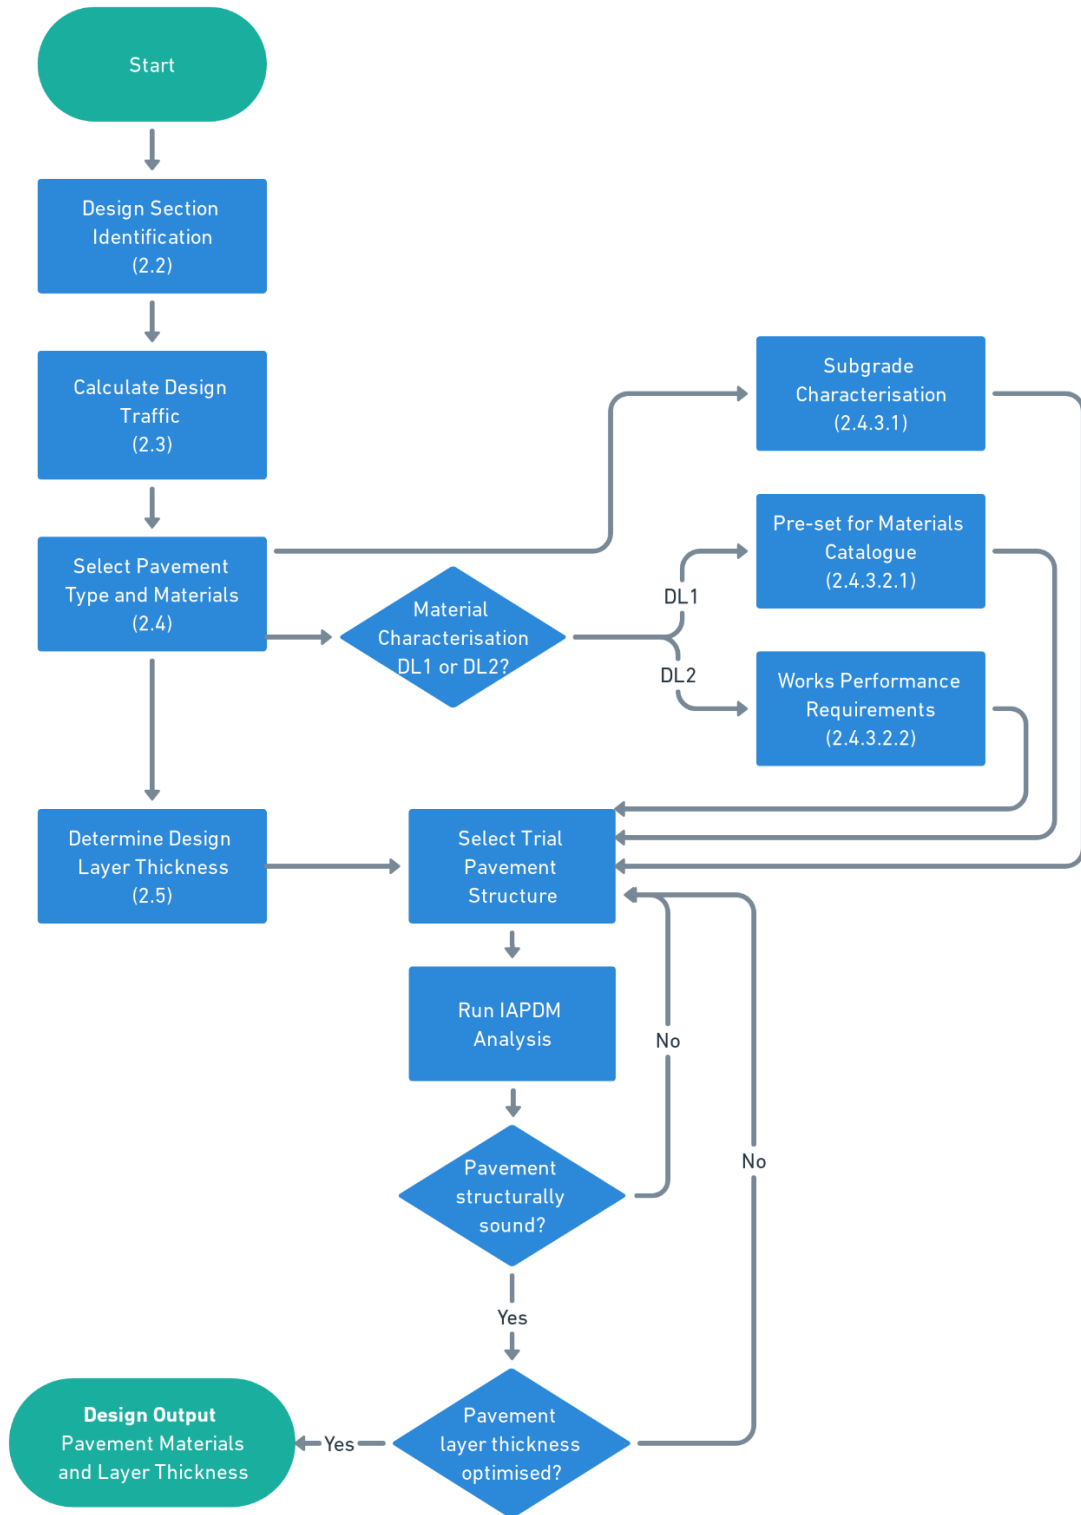 Start
Design Section
Identification
(2.2)
Calculate Design
Traffic
(2.3)
Select Pavement
Type and Materials
(2.4)
Material
Characterisation
DL1 or DL2?
DL1
DL2
Subgrade
Characterisation
(2.4.3.1)
Pre-set for Materials
Catalogue
(2.4.3.2.1)
Works Performance
Requirements
(2.4.3.2.2)
Determine Design
Layer Thickness
(2.5)
Select Trial
Pavement
Structure
Run IAPDM
Analysis
No
Pavement
structurally
sound?
No
Yes
Pavement
layer thickness
optimised?
Yes
Design Output
Pavement Materials
and Layer Thickness